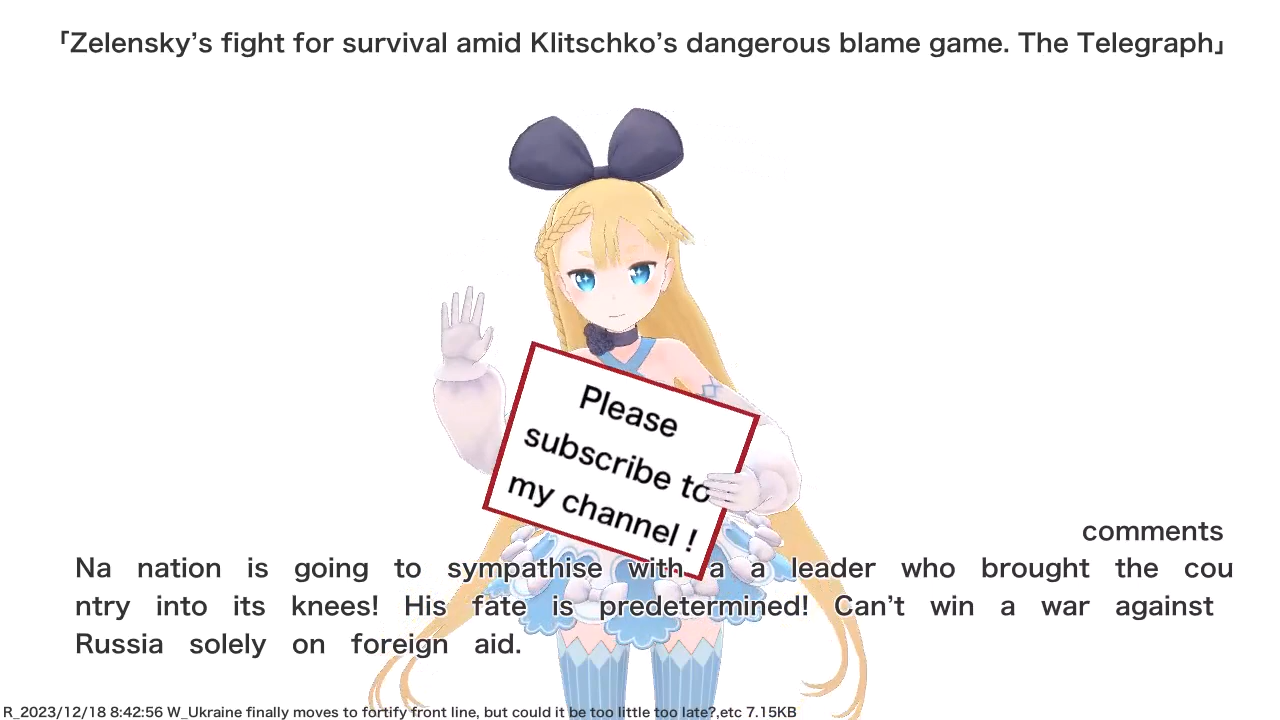 「Zelensky’s fight for survival amid Klitschko’s dangerous blame game. The Telegraph」
Please
subscribe to
my channel !
comments
Na nation is going to sympathise with a a leader who brought the cou
ntry into its knees! His fate is predetermined! Can’t win a war against
Russia solely on foreign aid.
R_2023/12/18 8:42:56 W_Ukraine finally moves to fortify front line, but could it be too little too late?,etc 7.15KB